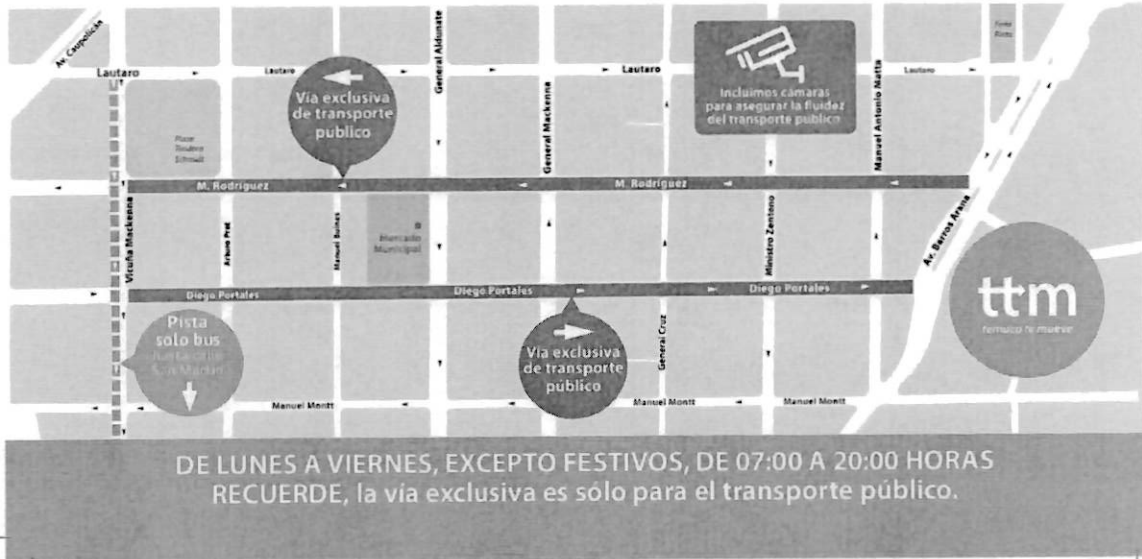 Av. Caupolicán
Lautaro
Lautaro
Lautaro
Lautaro
General Aldunate
General Mackenna
Manuel Antonio Matta
Vía exclusiva
de transporte
público
Incluimos cámaras
para asegurar la fluidez
del transporte público
Plaza
Teodoro
Schmidt
M. Rodríguez
M. Rodríguez
Vicuña Mackenna
Arturo Prat
Manuel Bulnes
Mercado
Municipal
General Cruz
Ministro Zenteno
Av. Barros Arana
Diego Portales
Diego Portales
Diego Portales
ttm
temuco te mueve
Pista
sólo bus
Vía exclusiva
de transporte
público
Manuel Montt
Manuel Montt
Manuel Montt
DE LUNES A VIERNES, EXCEPTO FESTIVOS, DE 07:00 A 20:00 HORAS
RECUERDE, la vía exclusiva es sólo para el transporte público.